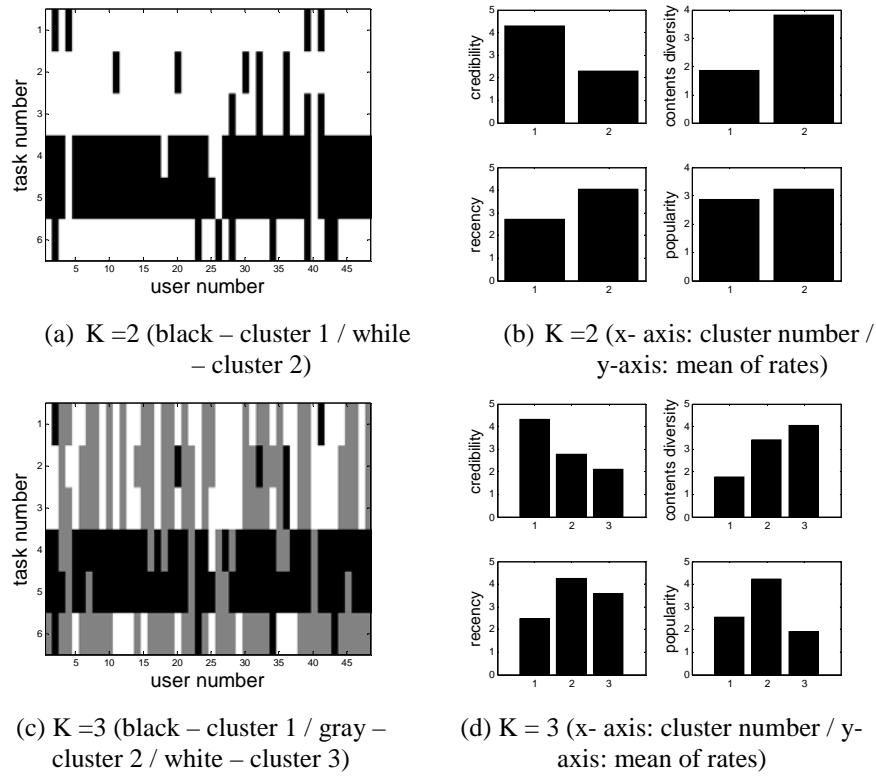 1
2
3
4
5
6
task number
5 10 15 20 25 30 35 40 45
user number
5
4
3
2
1
0
credibility
1 2
4
3
2
1
0
contents diversity
1 2
5
4
3
2
1
0
recency
1 2
4
3
2
1
0
popularity
1 2
(a) K =2 (black – cluster 1 / while
– cluster 2)
(b) K =2 (x- axis: cluster number /
y-axis: mean of rates)
1
2
3
4
5
6
task number
5 10 15 20 25 30 35 40 45
user number
5
4
3
2
1
0
credibility
1 2 3
5
4
3
2
1
0
contents diversity
1 2 3
5
4
3
2
1
0
recency
1 2 3
5
4
3
2
1
0
popularity
1 2 3
(c) K =3 (black – cluster 1 / gray –
cluster 2 / white – cluster 3)
(d) K = 3 (x- axis: cluster number / y-
axis: mean of rates)